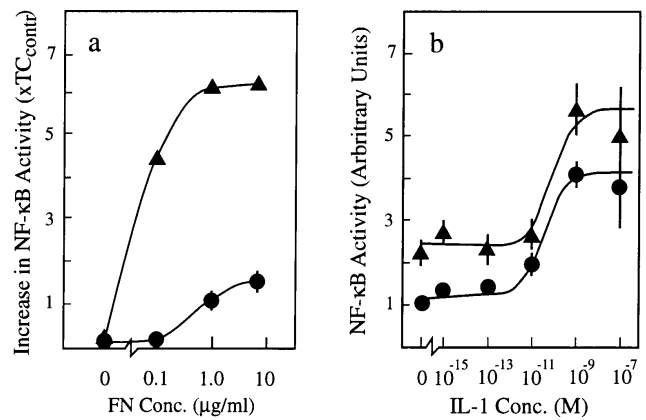 a
7
5
3
1
Increase in NF-κB Activity (xTCcontr)
0 0.1 1.0 10
FN Conc. (μg/ml)
b
7
5
3
1
NF-κB Activity (Arbritrary Units)
0 10-15 10-13 10-11 10-9 10-7
IL-1 Conc. (M)